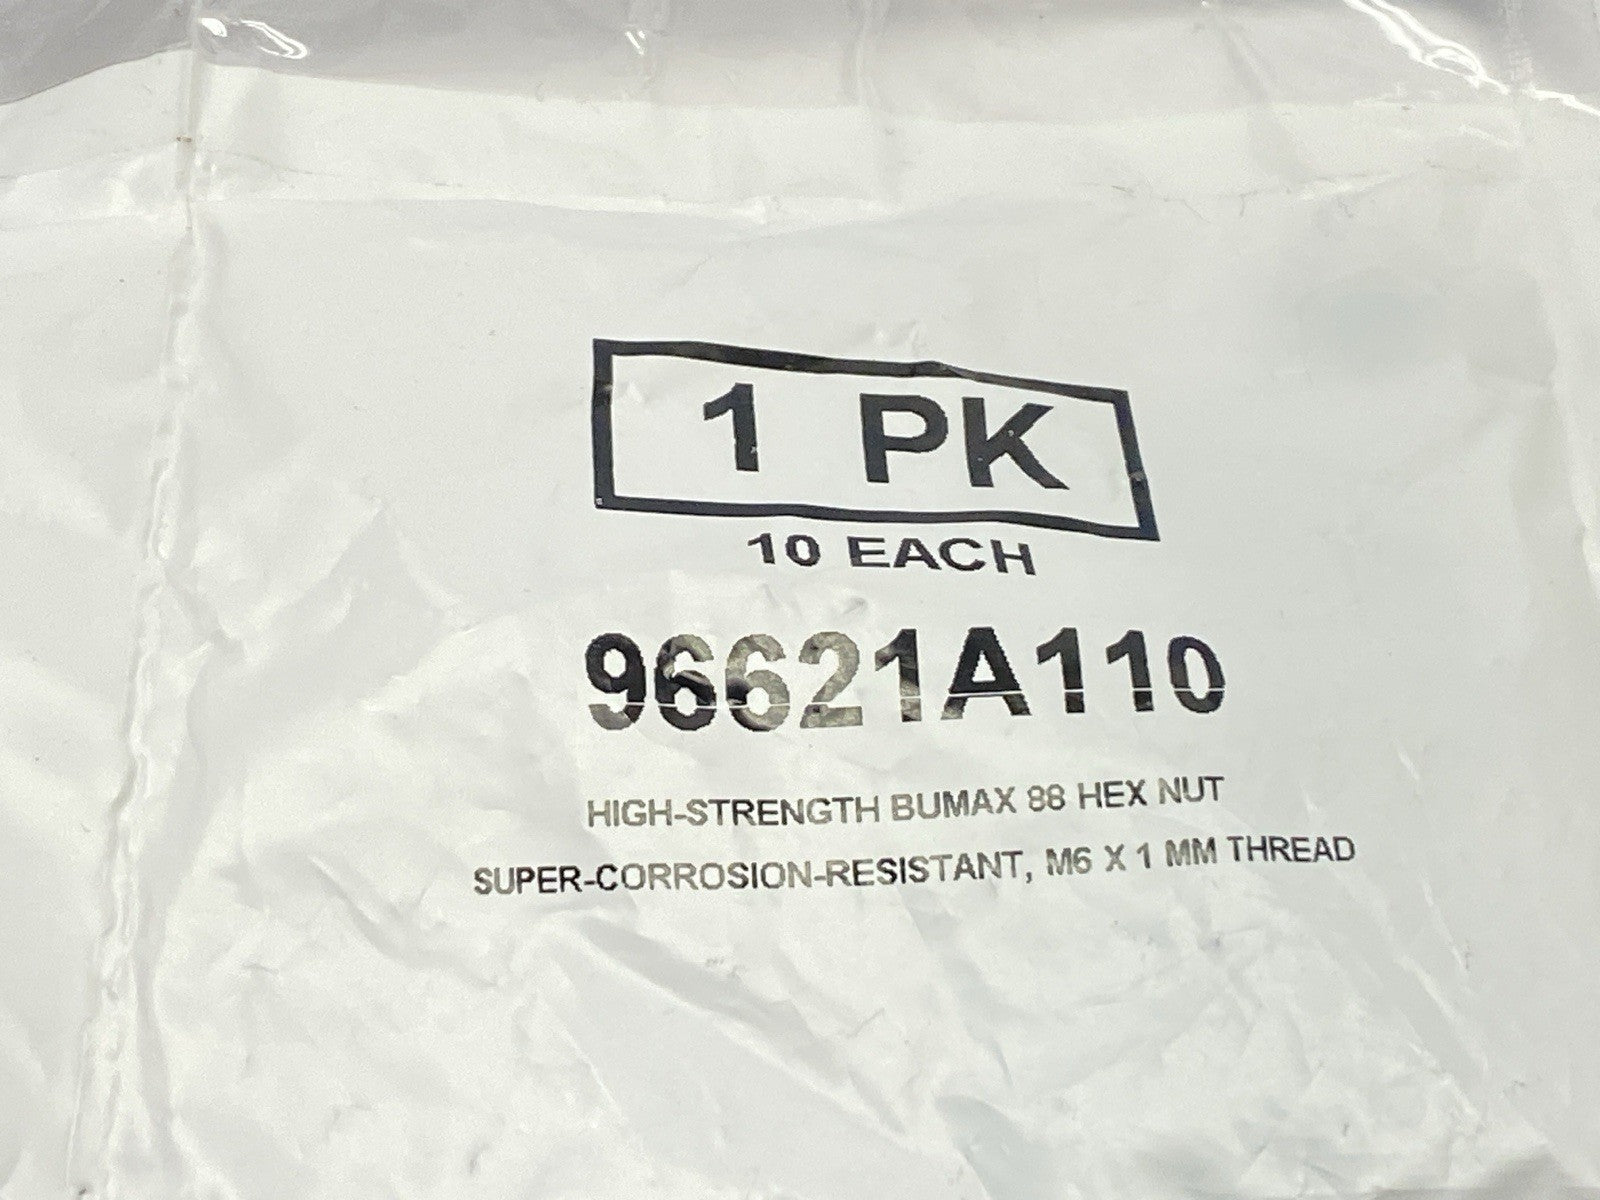 1 PK
10 EACH
96621A110
HIGH-STRENGTH BUMAX 88 HEX NUT
SUPER-CORROSION-RESISTANT, M6 X 1 MM THREAD